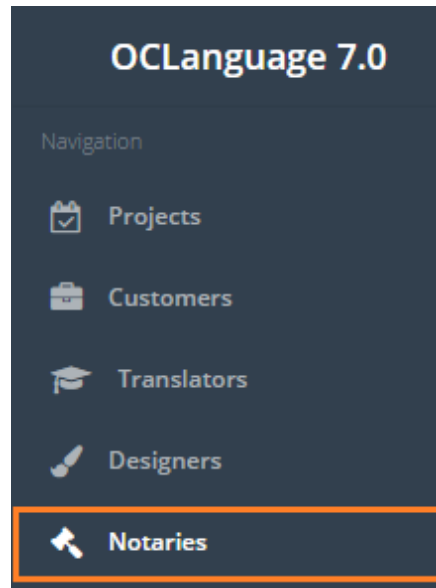 OCLanguage 7.0
Navigation
Projects
Customers
Translators
Designers
Notaries